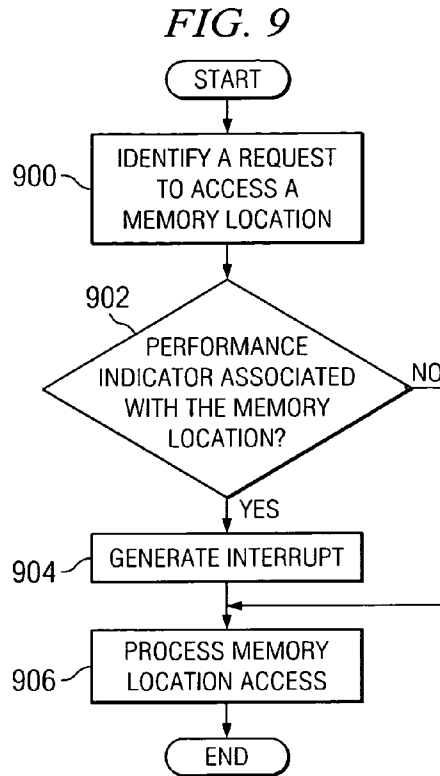 FIG. 9
START
900
IDENTIFY A REQUEST
TO ACCESS A
MEMORY LOCATION
902
PERFORMANCE
INDICATOR ASSOCIATED
WITH THE MEMORY
LOCATION?
NO
YES
904
GENERATE INTERRUPT
906
PROCESS MEMORY
LOCATION ACCESS
END